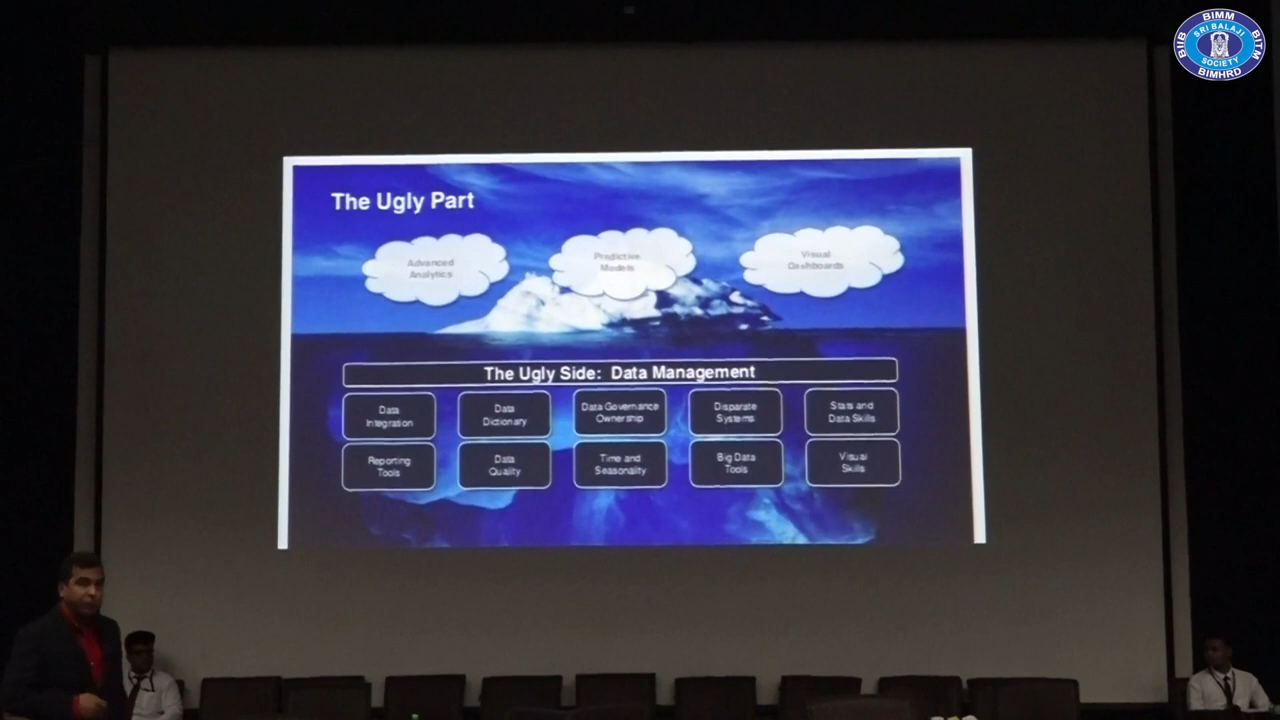 BIMM
BIIB
SRI BALAJI
BITM
SOCIETY
BIMHRD
The Ugly Part
Advanced
Analytics
Predictive
Models
Visual
Dashboards
The Ugly Side: Data Management
Data
Integration
Data
Dictionary
Data Governance
Ownership
Disparate
Systems
Stats and
Data Skills
Reporting
Tools
Data
Quality
Time and
Seasonality
Big Data
Tools
Visual
Skills